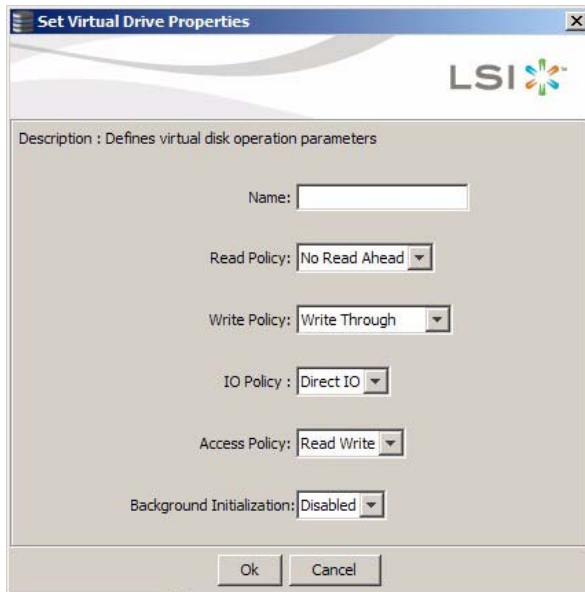 Set Virtual Drive Properties
LSI™
Description : Defines virtual disk operation parameters
Name:
Read Policy: No Read Ahead
Write Policy: Write Through
IO Policy : Direct IO
Access Policy: Read Write
Background Initialization: Disabled
Ok Cancel